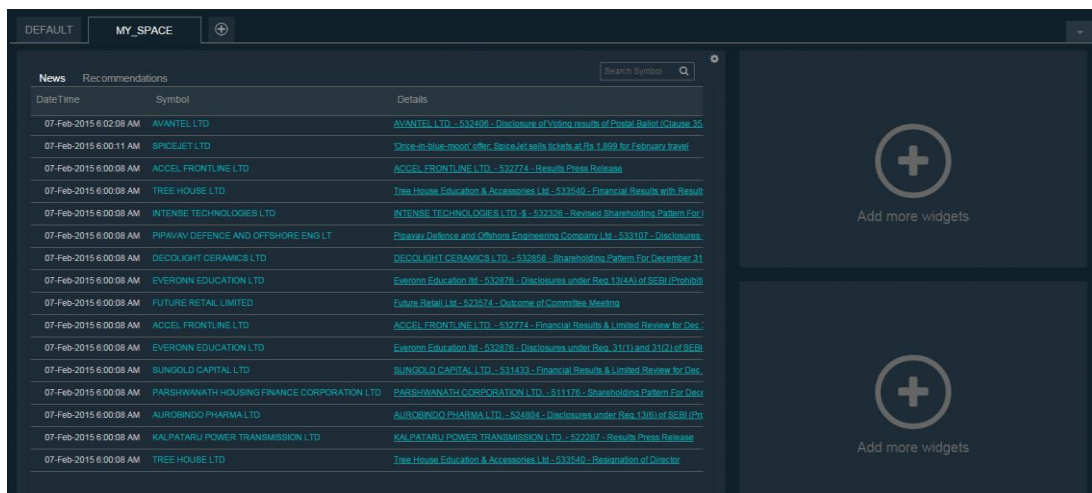 DEFAULT MY_SPACE
News Recommendations Search Symbol
DateTime Symbol Details
07-Feb-2015 6:02:08 AM AVANTEL LTD AVANTEL LTD. - 532406 - Disclosure of Voting results of Postal Ballot (Clause 35
07-Feb-2015 6:00:11 AM SPICEJET LTD 'Once-in-blue-moon' offer: SpiceJet sells tickets at Rs 1,899 for February travel
07-Feb-2015 6:00:08 AM ACCEL FRONTLINE LTD ACCEL FRONTLINE LTD. - 532774 - Results Press Release
07-Feb-2015 6:00:08 AM TREE HOUSE LTD Tree House Education & Accessories Ltd - 533540 - Financial Results with Result
07-Feb-2015 6:00:08 AM INTENSE TECHNOLOGIES LTD INTENSE TECHNOLOGIES LTD.-$ - 532326 - Revised Shareholding Pattern For
07-Feb-2015 6:00:08 AM PIPAVAV DEFENCE AND OFFSHORE ENG LT Pipavav Defence and Offshore Engineering Company Ltd - 533107 - Disclosures
07-Feb-2015 6:00:08 AM DECOLIGHT CERAMICS LTD DECOLIGHT CERAMICS LTD. - 532858 - Shareholding Pattern For December 31
07-Feb-2015 6:00:08 AM EVERONN EDUCATION LTD Everonn Education ltd - 532876 - Disclosures under Reg.13(4A) of SEBI (Prohibiti
07-Feb-2015 6:00:08 AM FUTURE RETAIL LIMITED Future Retail Ltd - 523574 - Outcome of Committee Meeting
07-Feb-2015 6:00:08 AM ACCEL FRONTLINE LTD ACCEL FRONTLINE LTD. - 532774 - Financial Results & Limited Review for Dec
07-Feb-2015 6:00:08 AM EVERONN EDUCATION LTD Everonn Education ltd - 532876 - Disclosures under Reg. 31(1) and 31(2) of SEBI
07-Feb-2015 6:00:08 AM SUNGOLD CAPITAL LTD SUNGOLD CAPITAL LTD. - 531433 - Financial Results & Limited Review for Dec
07-Feb-2015 6:00:08 AM PARSHWANATH HOUSING FINANCE CORPORATION LTD PARSHWANATH CORPORATION LTD. - 511176 - Shareholding Pattern For Dece
07-Feb-2015 6:00:08 AM AUROBINDO PHARMA LTD AUROBINDO PHARMA LTD. - 524804 - Disclosures under Reg.13(6) of SEBI (Pro
07-Feb-2015 6:00:08 AM KALPATARU POWER TRANSMISSION LTD KALPATARU POWER TRANSMISSION LTD. - 522287 - Results Press Release
07-Feb-2015 6:00:08 AM TREE HOUSE LTD Tree House Education & Accessories Ltd - 533540 - Resignation of Director
Add more widgets
Add more widgets